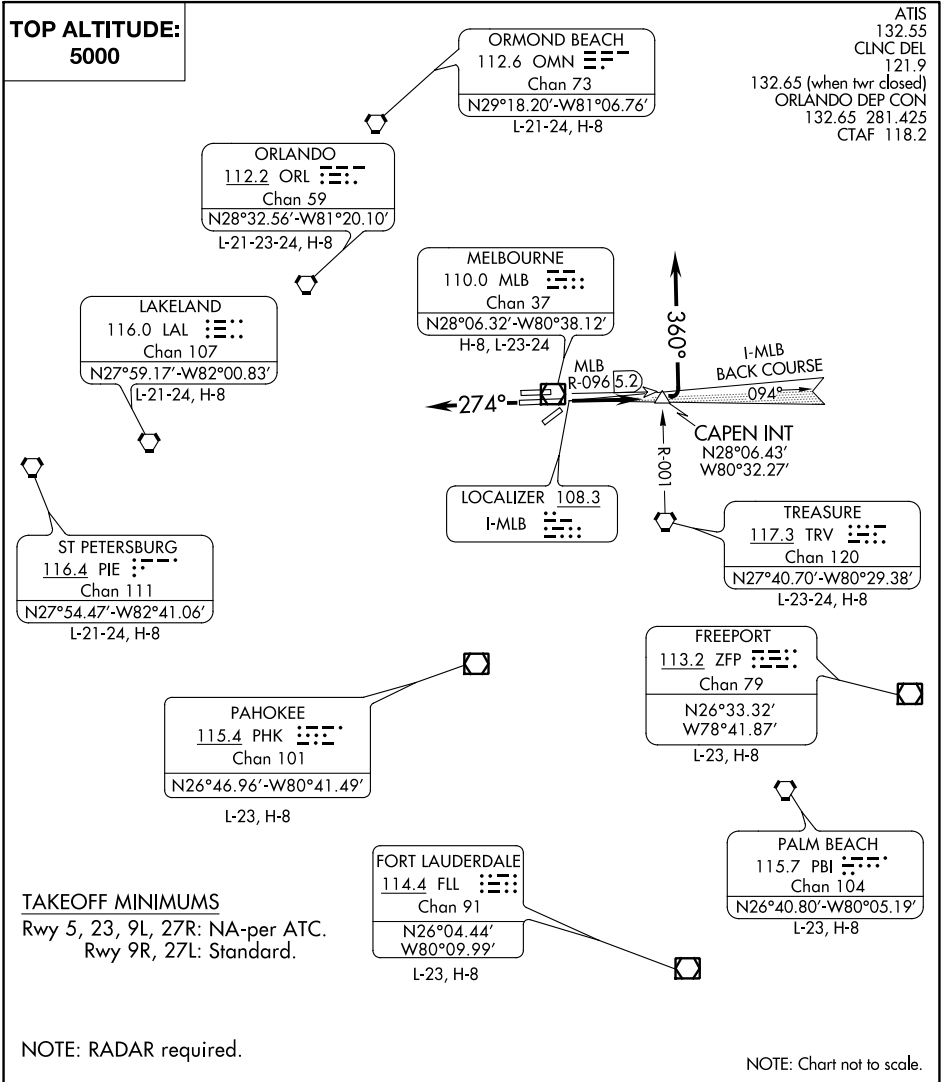 TOP ALTITUDE:
5000
ATIS
132.55
CLNC DEL
121.9
132.65 (when twr closed)
ORLANDO DEP CON
132.65 281.425
CTAF 118.2
ORMOND BEACH
112.6 OMN
Chan 73
N29°18.20'-W81°06.76'
L-21-24, H-8
ORLANDO
112.2 ORL
Chan 59
N28°32.56'-W81°20.10'
L-21-23-24, H-8
MELBOURNE
110.0 MLB
Chan 37
N28°06.32'-W80°38.12'
H-8, L-23-24
LAKELAND
116.0 LAL
Chan 107
N27°59.17'-W82°00.83'
L-21-24, H-8
360°
I-MLB
BACK COURSE
094°
MLB
R-096 5.2
274°
CAPEN INT
N28°06.43'
W80°32.27'
R-001
LOCALIZER 108.3
I-MLB
TREASURE
117.3 TRV
Chan 120
N27°40.70'-W80°29.38'
L-23-24, H-8
ST PETERSBURG
116.4 PIE
Chan 111
N27°54.47'-W82°41.06'
L-21-24, H-8
FREEPORT
113.2 ZFP
Chan 79
N26°33.32'
W78°41.87'
L-23, H-8
PAHOKEE
115.4 PHK
Chan 101
N26°46.96'-W80°41.49'
L-23, H-8
PALM BEACH
115.7 PBI
Chan 104
N26°40.80'-W80°05.19'
L-23, H-8
FORT LAUDERDALE
114.4 FLL
Chan 91
N26°04.44'
W80°09.99'
L-23, H-8
TAKEOFF MINIMUMS
Rwy 5, 23, 9L, 27R: NA-per ATC.
Rwy 9R, 27L: Standard.
NOTE: RADAR required.
NOTE: Chart not to scale.